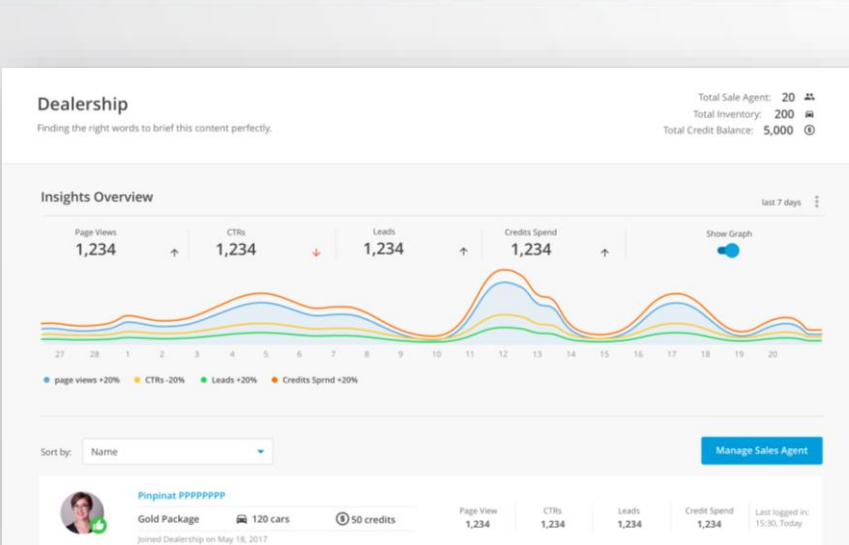 Dealership
Finding the right words to brief this content perfectly.
Total Sale Agent: 20
Total Inventory: 200
Total Credit Balance: 5,000
Insights Overview
last 7 days
Page Views CTRs Leads Credits Spend Show Graph
1,234 1,234 1,234 1,234
27 28 1 2 3 4 5 6 7 8 9 10 11 12 13 14 15 16 17 18 19 20
page views +20% CTRs -20% Leads +20% Credits Sprnd +20%
Sort by: Name Manage Sales Agent
Pinpinat PPPPPPPP
Gold Package 120 cars 50 credits
Joined Dealership on May 18, 2017
Page View CTRs Leads Credit Spend Last logged in:
1,234 1,234 1,234 1,234 15:30, Today